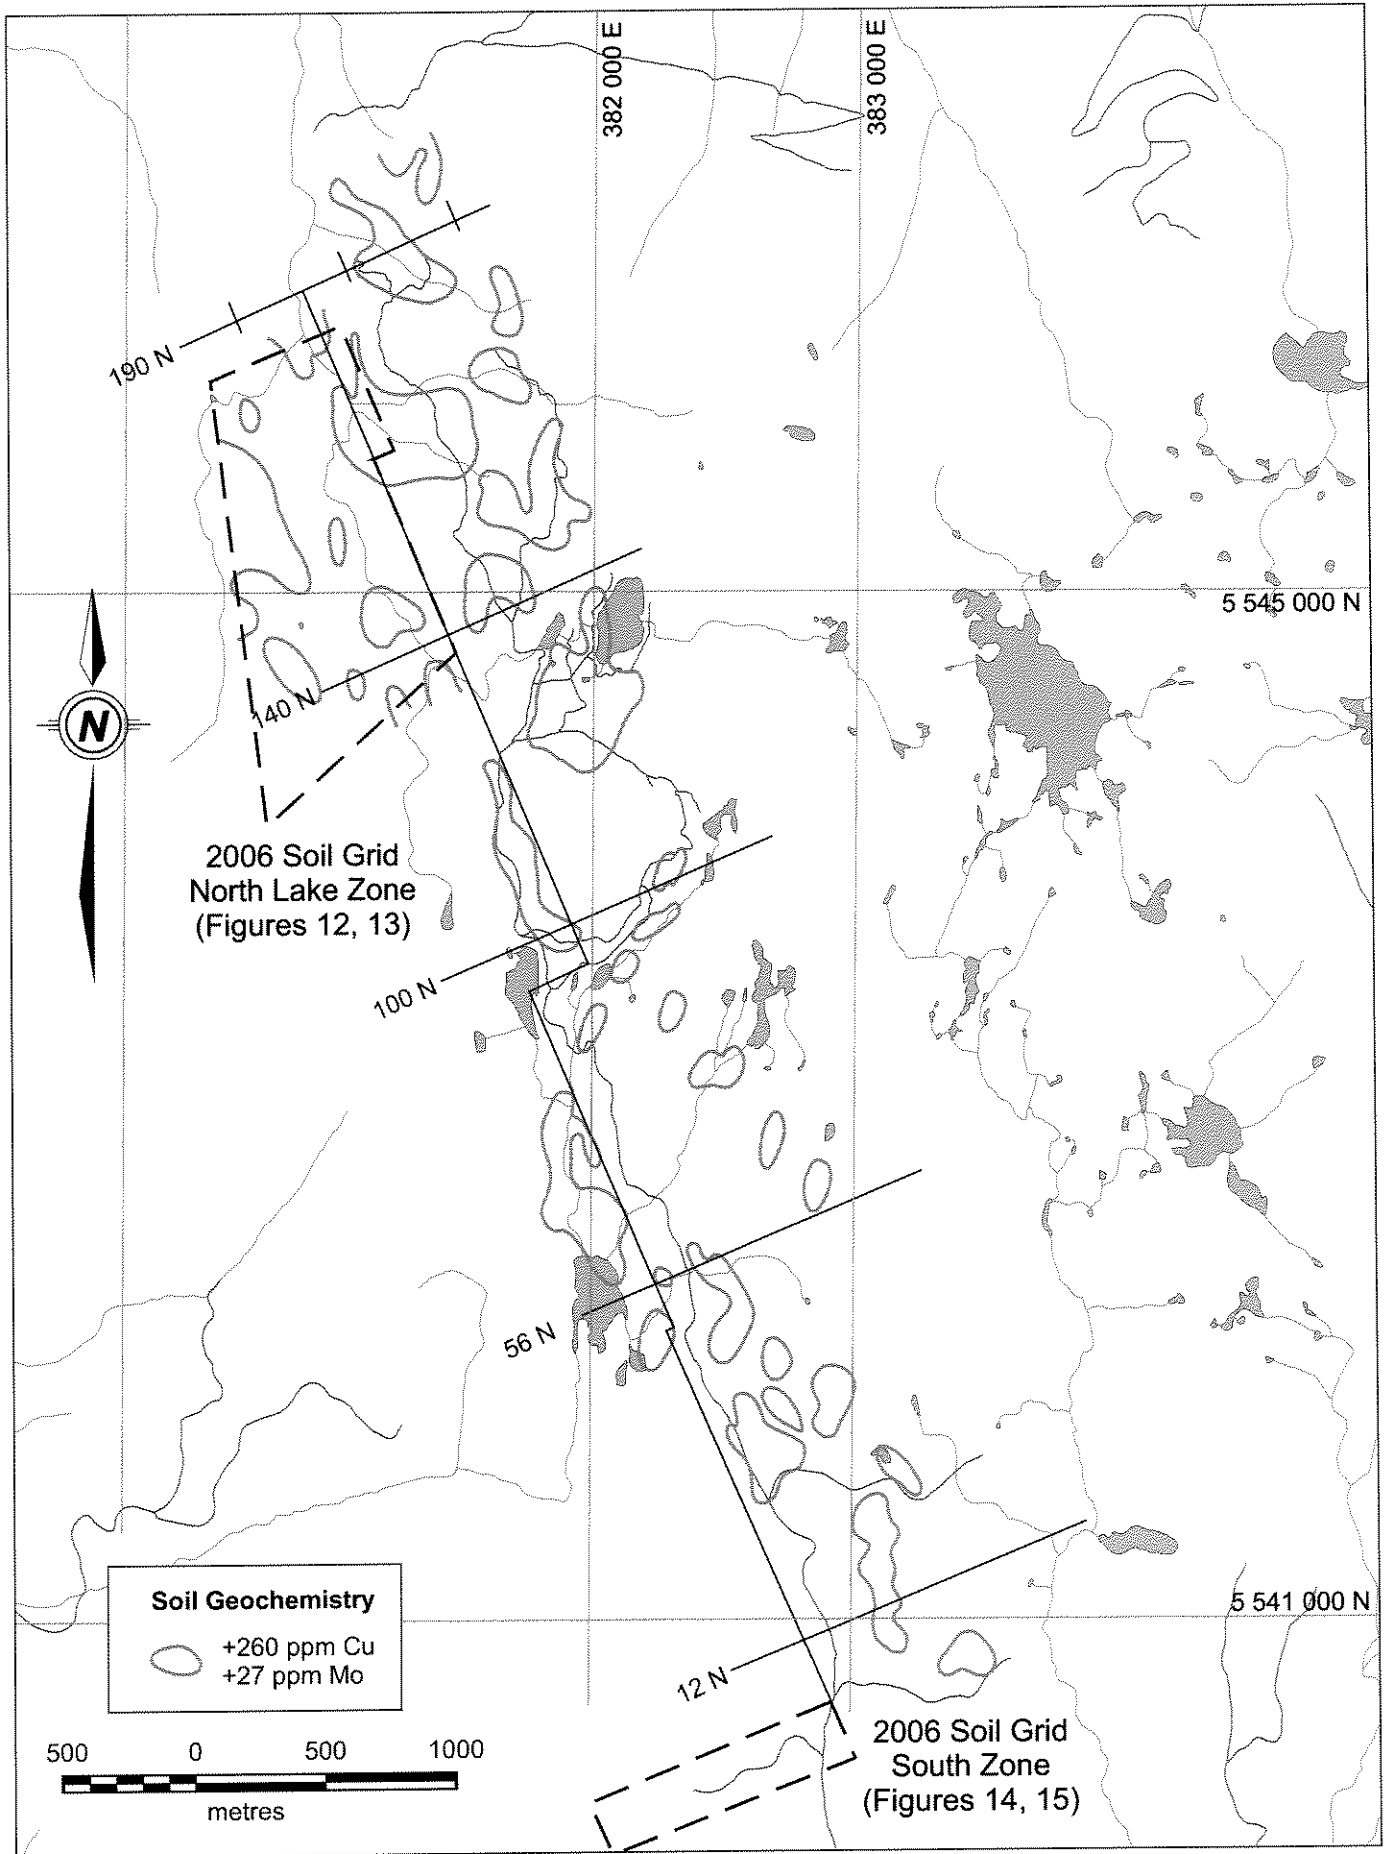 382 000 E
383 000 E
190 N
5 545 000 N
140 N
N
2006 Soil Grid
North Lake Zone
(Figures 12, 13)
100 N
56 N
Soil Geochemistry
+260 ppm Cu
+27 ppm Mo
5 541 000 N
12 N
2006 Soil Grid
South Zone
(Figures 14, 15)
500 0 500 1000
metres